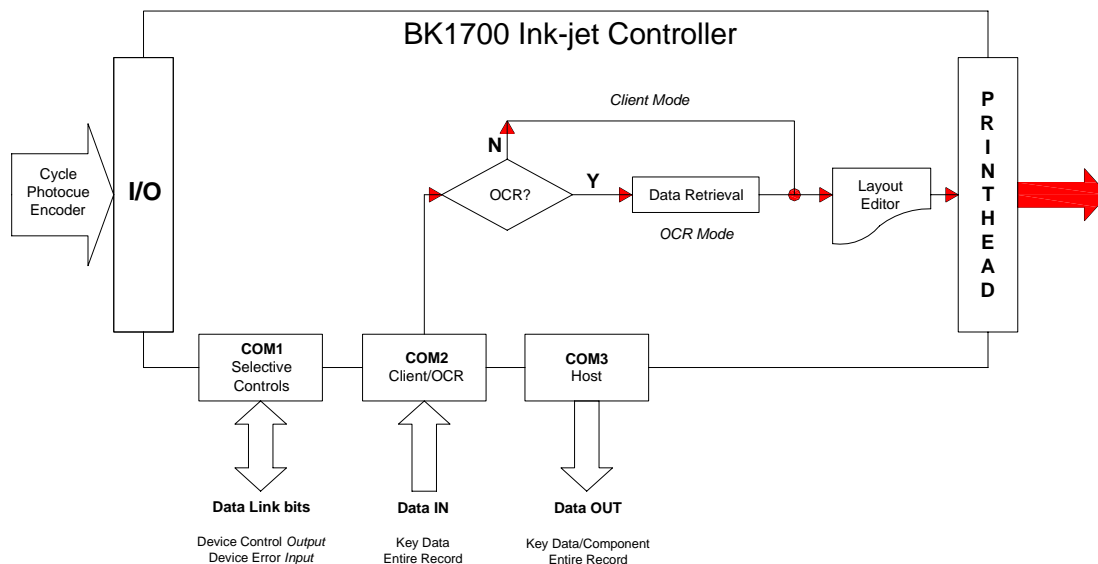 BK1700 Ink-jet Controller
Cycle
Photocue
Encoder
I/O
Client Mode
N
OCR?
Y
Data Retrieval
OCR Mode
Layout
Editor
P
R
I
N
T
H
E
A
D
COM1
Selective
Controls
COM2
Client/OCR
COM3
Host
Data Link bits
Device Control Output
Device Error Input
Data IN
Key Data
Entire Record
Data OUT
Key Data/Component
Entire Record